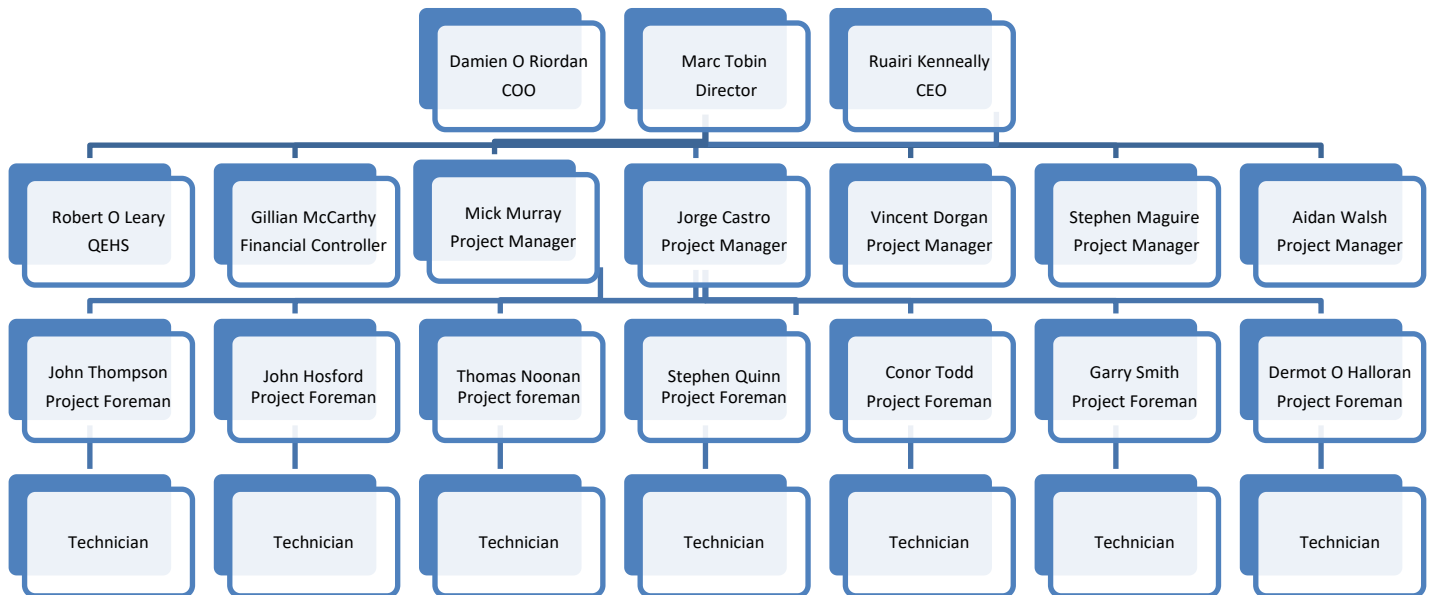 Damien O Riordan
COO
Marc Tobin
Director
Ruairi Kenneally
CEO
Robert O Leary
QEHS
Gillian McCarthy
Financial Controller
Mick Murray
Project Manager
Jorge Castro
Project Manager
Vincent Dorgan
Project Manager
Stephen Maguire
Project Manager
Aidan Walsh
Project Manager
John Thompson
Project Foreman
John Hosford
Project Foreman
Thomas Noonan
Project foreman
Stephen Quinn
Project Foreman
Conor Todd
Project Foreman
Garry Smith
Project Foreman
Dermot O Halloran
Project Foreman
Technician
Technician
Technician
Technician
Technician
Technician
Technician